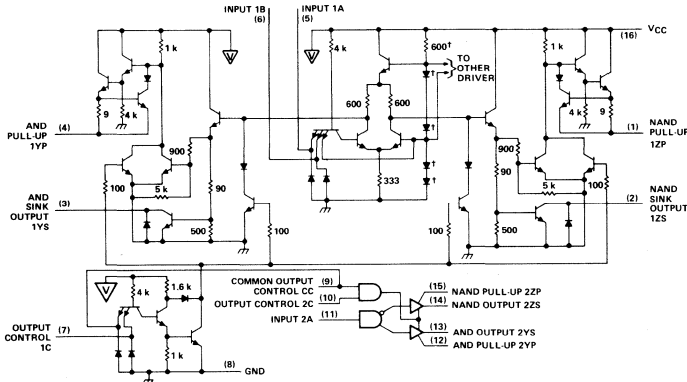 INPUT 1B
(6)
INPUT 1A
(5)
VCC
(16)
1 k
V
4 k
V
600†
†
TO
OTHER
DRIVER
1 k
V
9
4 k
600
600
4 k
9
AND
PULL-UP
1YP
(4)
(1)
NAND
PULL-UP
1ZP
†
†
†
900
900
100
5 k
90
333
90
5 k
100
AND
SINK
OUTPUT
1YS
(3)
(2)
NAND
SINK
OUTPUT
1ZS
500
100
100
500
V
4 k
1.6 k
1 k
OUTPUT
CONTROL
1C
(7)
(8)
GND
COMMON OUTPUT
CONTROL CC
(9)
OUTPUT CONTROL 2C
(10)
INPUT 2A
(11)
(15)
NAND PULL-UP 2ZP
(14)
NAND OUTPUT 2ZS
(13)
AND OUTPUT 2YS
(12)
AND PULL-UP 2YP